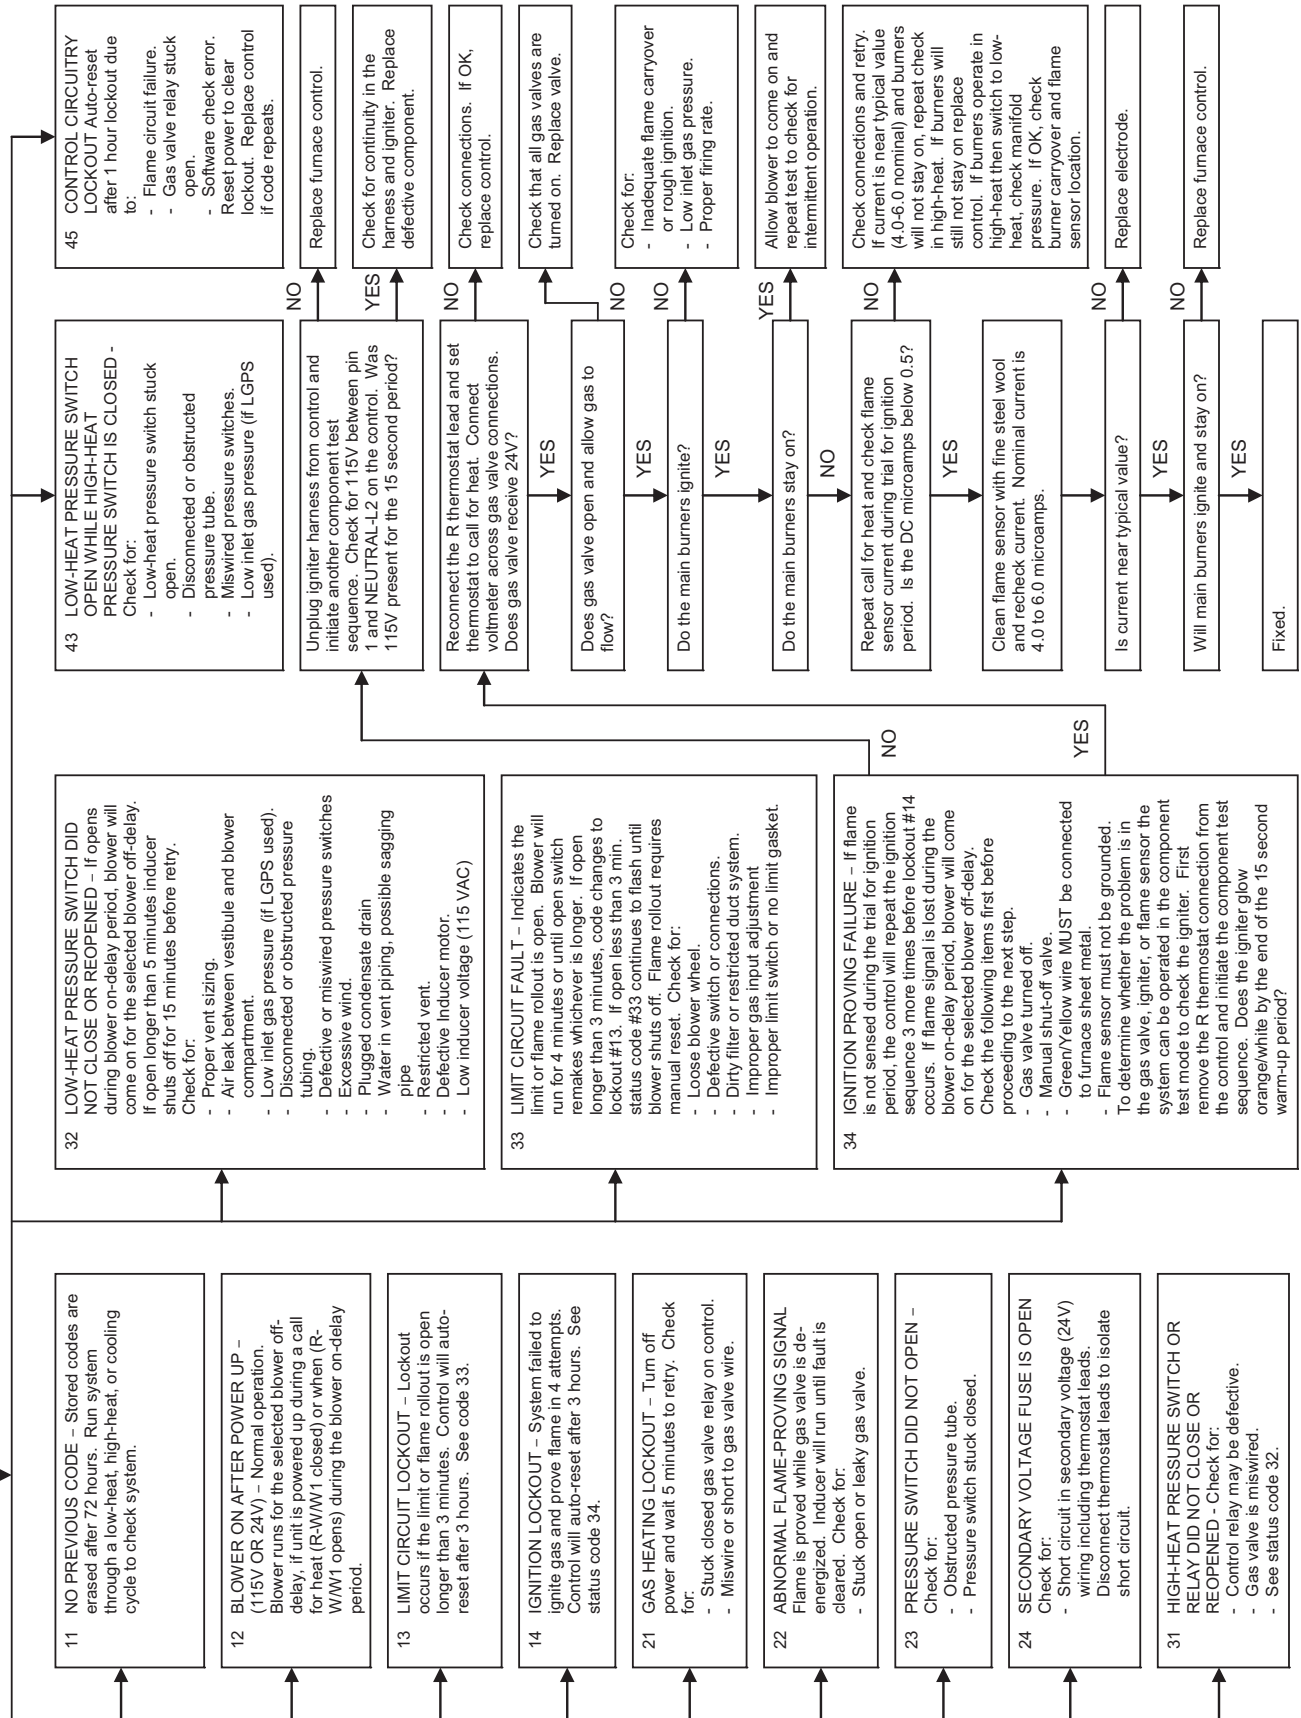 11 NO PREVIOUS CODE – Stored codes are
erased after 72 hours. Run system
through a low-heat, high-heat, or cooling
cycle to check system.
12 BLOWER ON AFTER POWER UP –
(115V OR 24V) – Normal operation.
Blower runs for the selected blower off-
delay, if unit is powered up during a call
for heat (R-W/W1 closed) or when (R-
W/W1 opens) during the blower on-delay
period.
13 LIMIT CIRCUIT LOCKOUT – Lockout
occurs if the limit or flame rollout is open
longer than 3 minutes. Control will auto-
reset after 3 hours. See code 33.
14 IGNITION LOCKOUT – System failed to
ignite gas and prove flame in 4 attempts.
Control will auto-reset after 3 hours. See
status code 34.
21 GAS HEATING LOCKOUT – Turn off
power and wait 5 minutes to retry. Check
for:
- Stuck closed gas valve relay on control.
- Miswire or short to gas valve wire.
22 ABNORMAL FLAME-PROVING SIGNAL
Flame is proved while gas valve is de-
energized. Inducer will run until fault is
cleared. Check for:
- Stuck open or leaky gas valve.
23 PRESSURE SWITCH DID NOT OPEN –
Check for:
- Obstructed pressure tube.
- Pressure switch stuck closed.
24 SECONDARY VOLTAGE FUSE IS OPEN
Check for:
- Short circuit in secondary voltage (24V)
wiring including thermostat leads.
Disconnect thermostat leads to isolate
short circuit.
31 HIGH-HEAT PRESSURE SWITCH OR
RELAY DID NOT CLOSE OR
REOPENED - Check for:
- Control relay may be defective.
- Gas valve is miswired.
- See status code 32.
32 LOW-HEAT PRESSURE SWITCH DID
NOT CLOSE OR REOPENED – If opens
during blower on-delay period, blower will
come on for the selected blower off-delay.
If open longer than 5 minutes inducer
shuts off for 15 minutes before retry.
Check for:
- Proper vent sizing.
- Air leak between vestibule and blower
compartment.
- Low inlet gas pressure (if LGPS used).
- Disconnected or obstructed pressure
tubing.
- Defective or miswired pressure switches
- Excessive wind.
- Plugged condensate drain
- Water in vent piping, possible sagging
pipe
- Restricted vent.
- Defective Inducer motor.
- Low inducer voltage (115 VAC)
33 LIMIT CIRCUIT FAULT – Indicates the
limit or flame rollout is open. Blower will
run for 4 minutes or until open switch
remakes whichever is longer. If open
longer than 3 minutes, code changes to
lockout #13. If open less than 3 min.
status code #33 continues to flash until
blower shuts off. Flame rollout requires
manual reset. Check for:
- Loose blower wheel.
- Defective switch or connections.
- Dirty filter or restricted duct system.
- Improper gas input adjustment
- Improper limit switch or no limit gasket.
34 IGNITION PROVING FAILURE – If flame
is not sensed during the trial for ignition
period, the control will repeat the ignition
sequence 3 more times before lockout #14
occurs. If flame signal is lost during the
blower on-delay period, blower will come
on for the selected blower off-delay.
Check the following items first before
proceeding to the next step.
- Gas valve turned off.
- Manual shut-off valve.
- Green/Yellow wire MUST be connected
to furnace sheet metal.
- Flame sensor must not be grounded.
To determine whether the problem is in
the gas valve, igniter, or flame sensor the
system can be operated in the component
test mode to check the igniter. First
remove the R thermostat connection from
the control and initiate the component test
sequence. Does the igniter glow
orange/white by the end of the 15 second
warm-up period?
NO
YES
43 LOW-HEAT PRESSURE SWITCH
OPEN WHILE HIGH-HEAT
PRESSURE SWITCH IS CLOSED -
Check for:
- Low-heat pressure switch stuck
open.
- Disconnected or obstructed
pressure tube.
- Miswired pressure switches.
- Low inlet gas pressure (if LGPS
used).
Unplug igniter harness from control and
initiate another component test
sequence. Check for 115V between pin
1 and NEUTRAL-L2 on the control. Was
115V present for the 15 second period?
NO
YES
Reconnect the R thermostat lead and set
thermostat to call for heat. Connect
voltmeter across gas valve connections.
Does gas valve receive 24V?
NO
YES
Does gas valve open and allow gas to
flow?
NO
YES
Do the main burners ignite?
NO
YES
Do the main burners stay on?
YES
NO
Repeat call for heat and check flame
sensor current during trial for ignition
period. Is the DC microamps below 0.5?
NO
YES
Clean flame sensor with fine steel wool
and recheck current. Nominal current is
4.0 to 6.0 microamps.
Is current near typical value?
NO
YES
Will main burners ignite and stay on?
NO
YES
Fixed.
45 CONTROL CIRCUITRY
LOCKOUT Auto-reset
after 1 hour lockout due
to:
- Flame circuit failure.
- Gas valve relay stuck
open.
- Software check error.
Reset power to clear
lockout. Replace control
if code repeats.
Replace furnace control.
Check for continuity in the
harness and igniter. Replace
defective component.
Check connections. If OK,
replace control.
Check that all gas valves are
turned on. Replace valve.
Check for:
- Inadequate flame carryover
or rough ignition.
- Low inlet gas pressure.
- Proper firing rate.
Allow blower to come on and
repeat test to check for
intermittent operation.
Check connections and retry.
If current is near typical value
(4.0-6.0 nominal) and burners
will not stay on, repeat check
in high-heat. If burners will
still not stay on replace
control. If burners operate in
high-heat then switch to low-
heat, check manifold
pressure. If OK, check
burner carryover and flame
sensor location.
Replace electrode.
Replace furnace control.